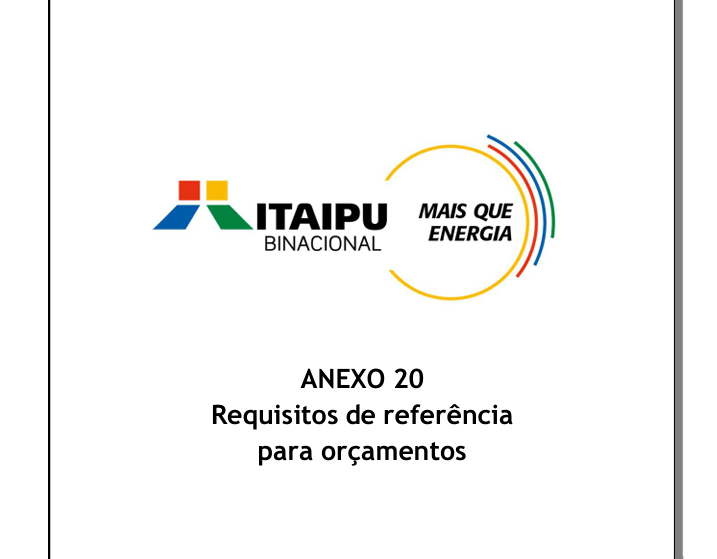 ITAIPU
BINACIONAL
MAIS QUE
ENERGIA
ANEXO 20
Requisitos de referência
para orçamentos